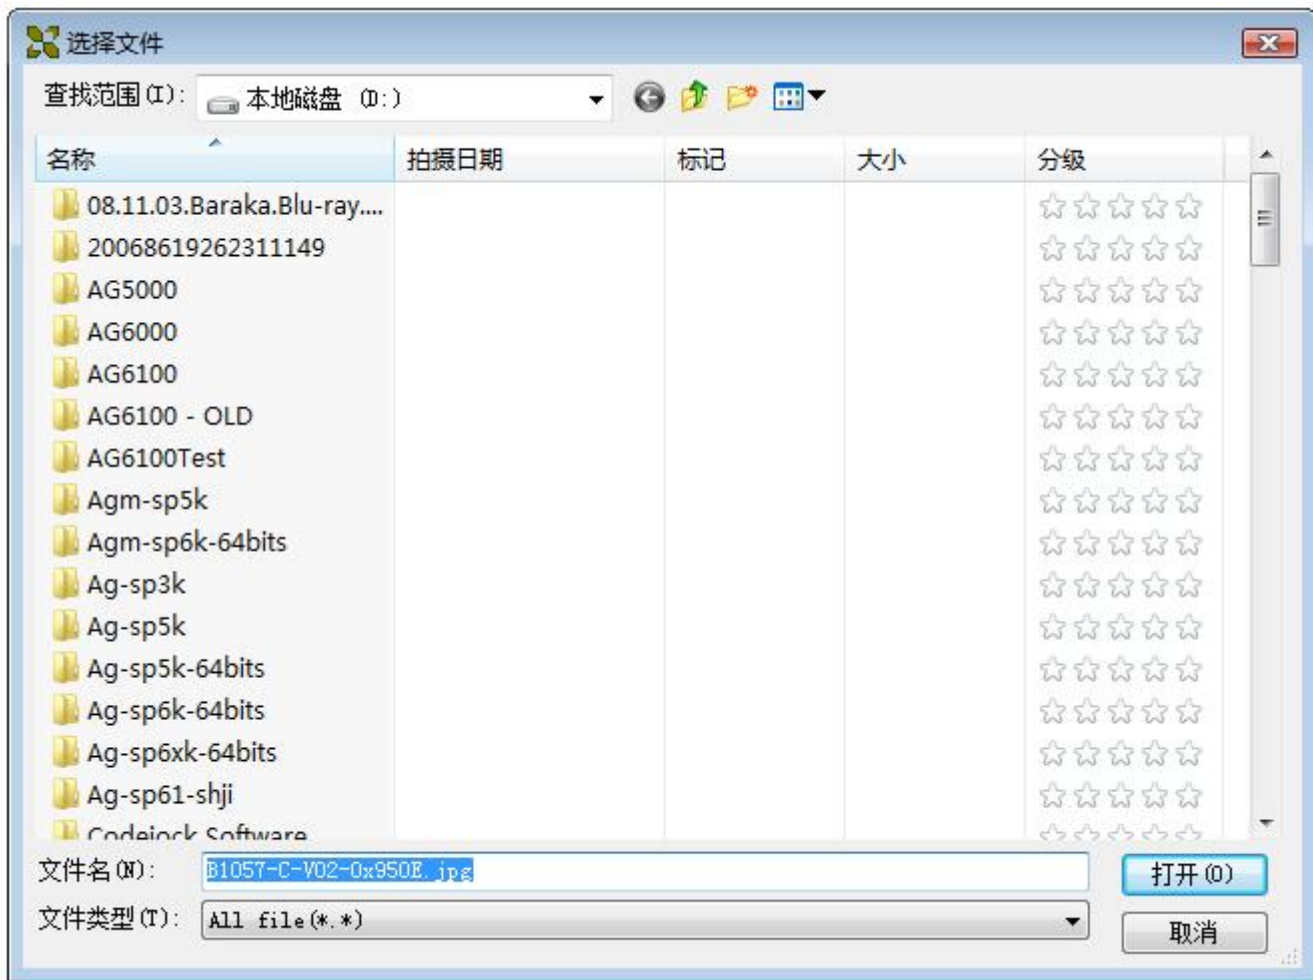 选择文件
查找范围(I): 本地磁盘 (D:)
名称 拍摄日期 标记 大小 分级
08.11.03.Baraka.Blu-ray....
20068619262311149
AG5000
AG6000
AG6100
AG6100 - OLD
AG6100Test
Agm-sp5k
Agm-sp6k-64bits
Ag-sp3k
Ag-sp5k
Ag-sp5k-64bits
Ag-sp6k-64bits
Ag-sp6xk-64bits
Ag-sp61-shji
Codejock Software
文件名(N): B1057-C-V02-0x950E.jpg 打开(O)
文件类型(T): All file(*.*) 取消